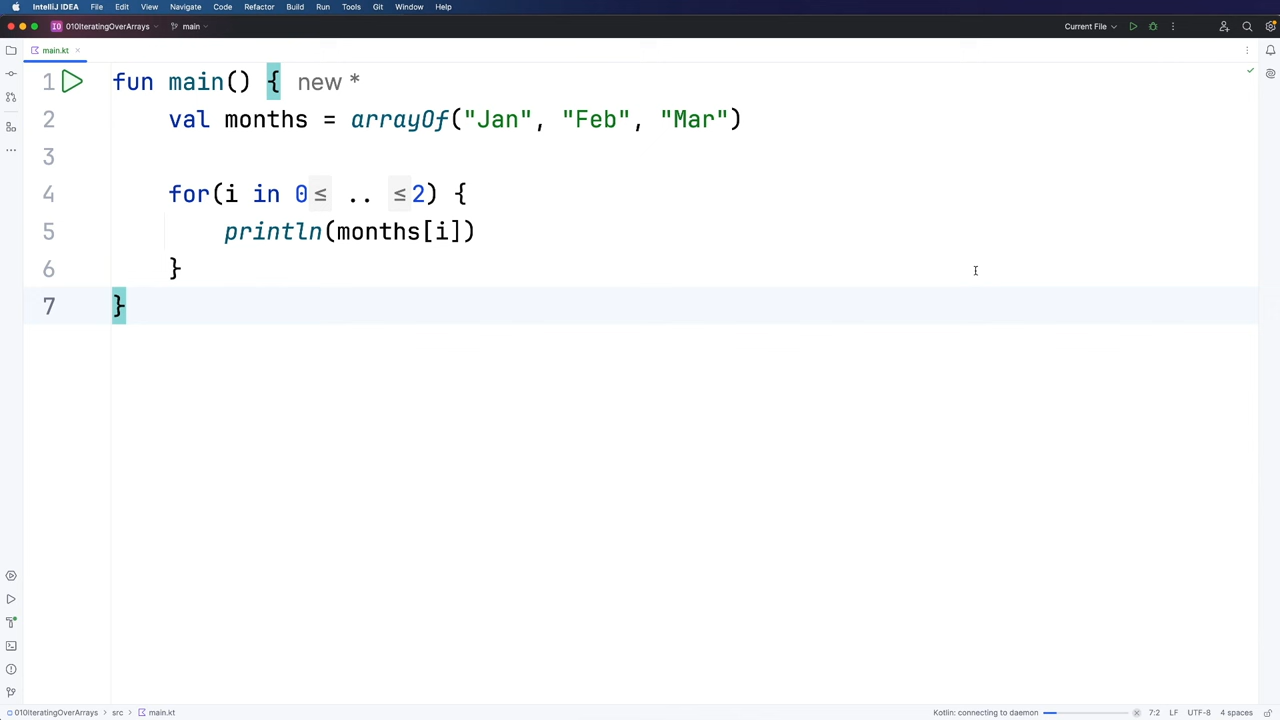 IntelliJ IDEA File Edit View Navigate Code Refactor Build Run Tools Git Window Help
IO 010IteratingOverArrays main Current File
main.kt
1 fun main() { new *
2 val months = arrayOf("Jan", "Feb", "Mar")
3
4 for(i in 0≤ .. ≤2) {
5 println(months[i])
6 }
7 }
010IteratingOverArrays > src > main.kt Kotlin: connecting to daemon 7:2 LF UTF-8 4 spaces